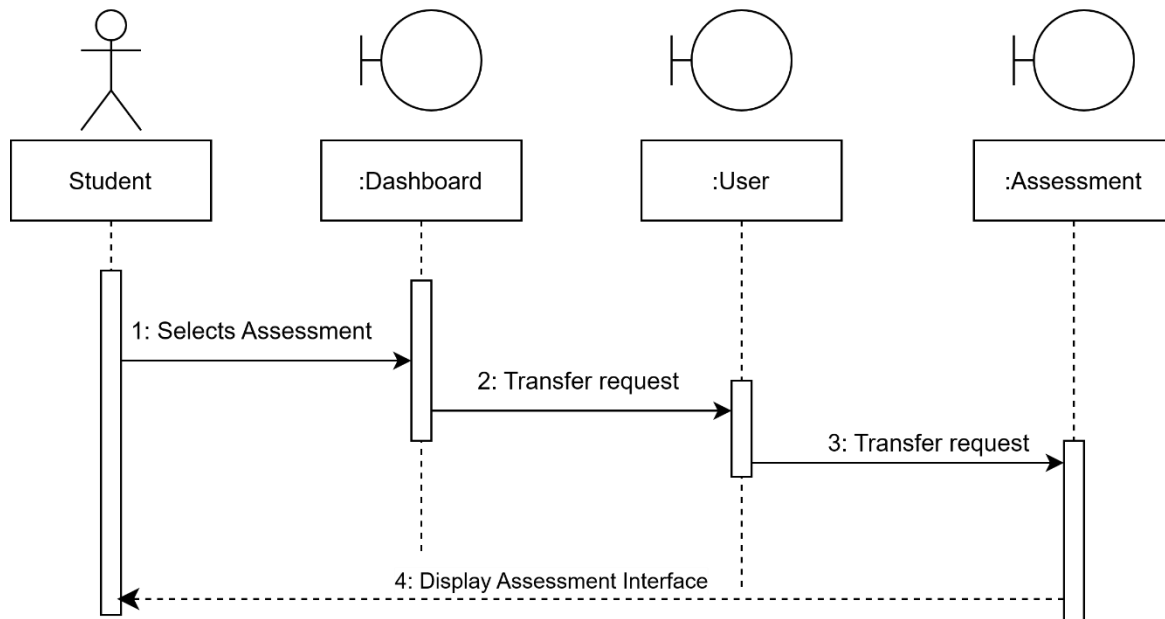 Student
:Dashboard
:User
:Assessment
1: Selects Assessment
2: Transfer request
3: Transfer request
4: Display Assessment Interface